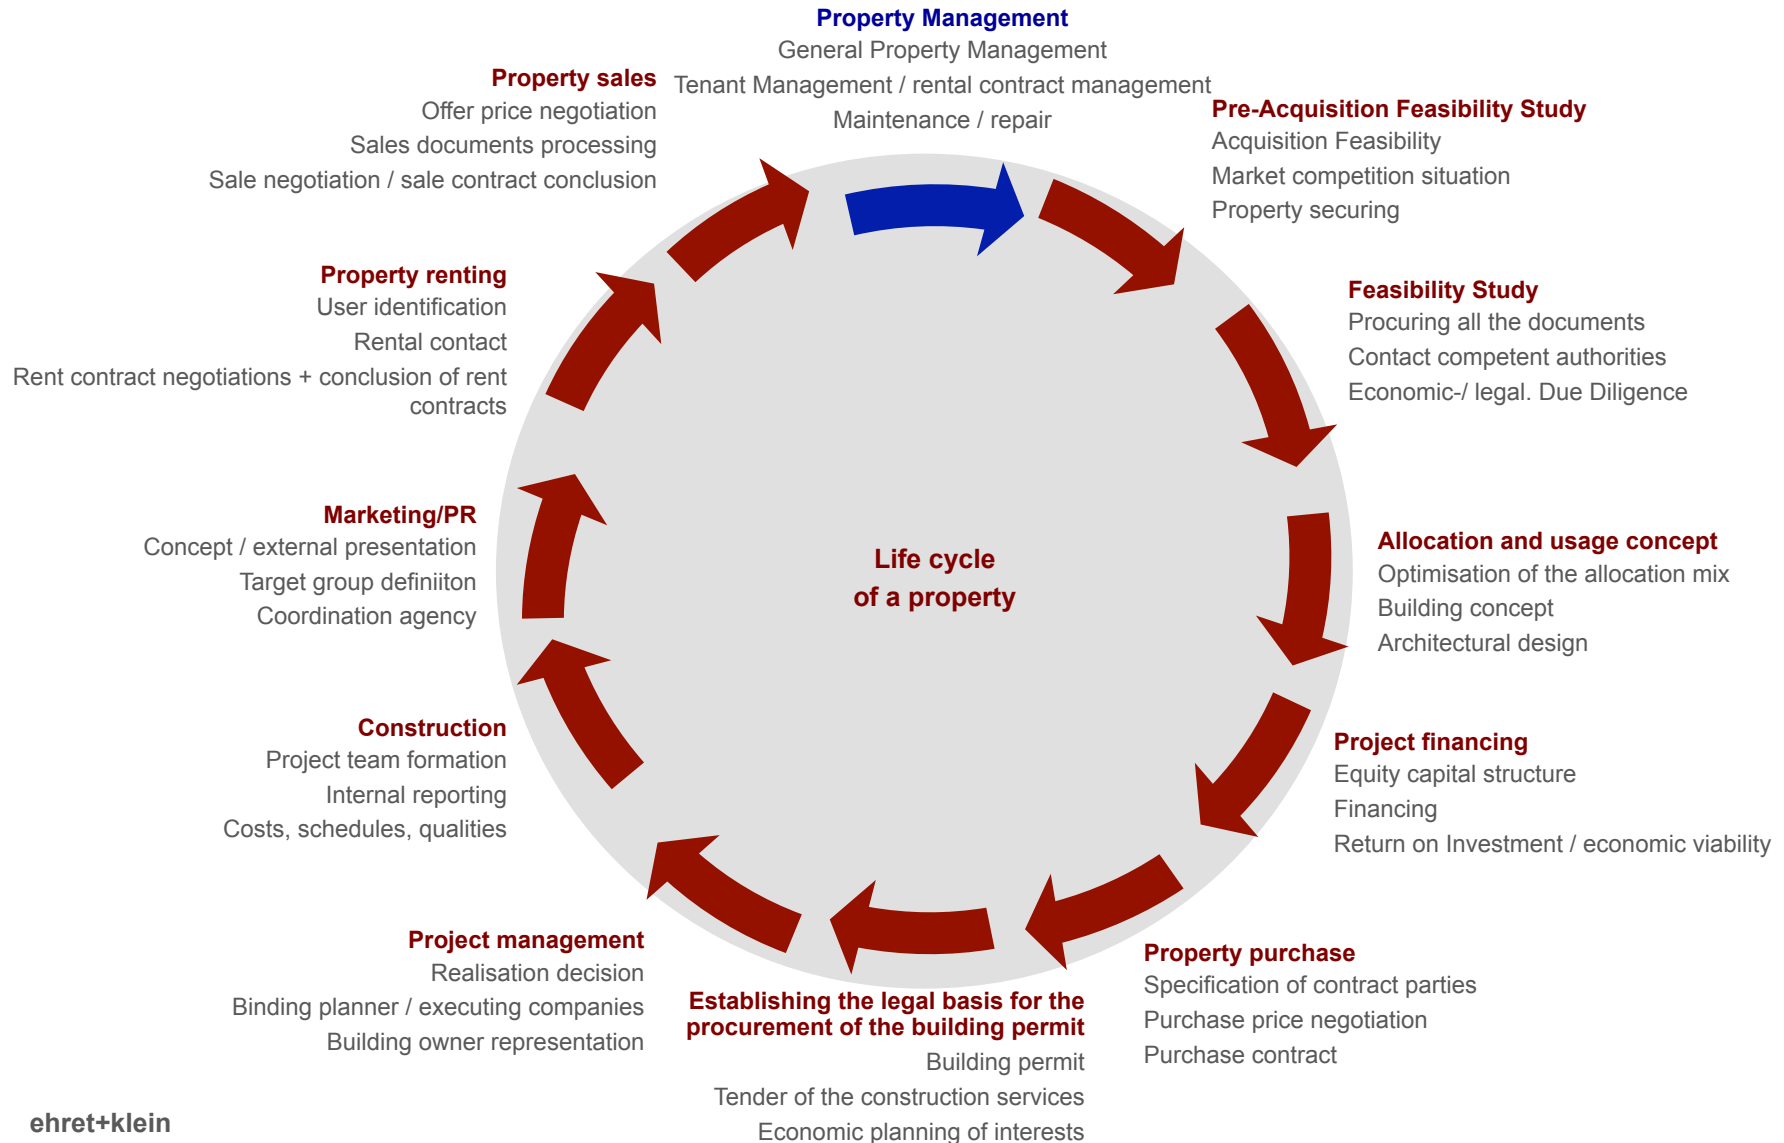 Property Management
General Property Management
Tenant Management / rental contract management
Maintenance / repair
Pre-Acquisition Feasibility Study
Acquisition Feasibility
Market competition situation
Property securing
Feasibility Study
Procuring all the documents
Contact competent authorities
Economic-/ legal. Due Diligence
Allocation and usage concept
Optimisation of the allocation mix
Building concept
Architectural design
Project financing
Equity capital structure
Financing
Return on Investment / economic viability
Property purchase
Specification of contract parties
Purchase price negotiation
Purchase contract
Establishing the legal basis for the
procurement of the building permit
Building permit
Tender of the construction services
Economic planning of interests
Project management
Realisation decision
Binding planner / executing companies
Building owner representation
Construction
Project team formation
Internal reporting
Costs, schedules, qualities
Marketing/PR
Concept / external presentation
Target group definiiton
Coordination agency
Property renting
User identification
Rental contact
Rent contract negotiations + conclusion of rent
contracts
Property sales
Offer price negotiation
Sales documents processing
Sale negotiation / sale contract conclusion
Life cycle
of a property
ehret+klein